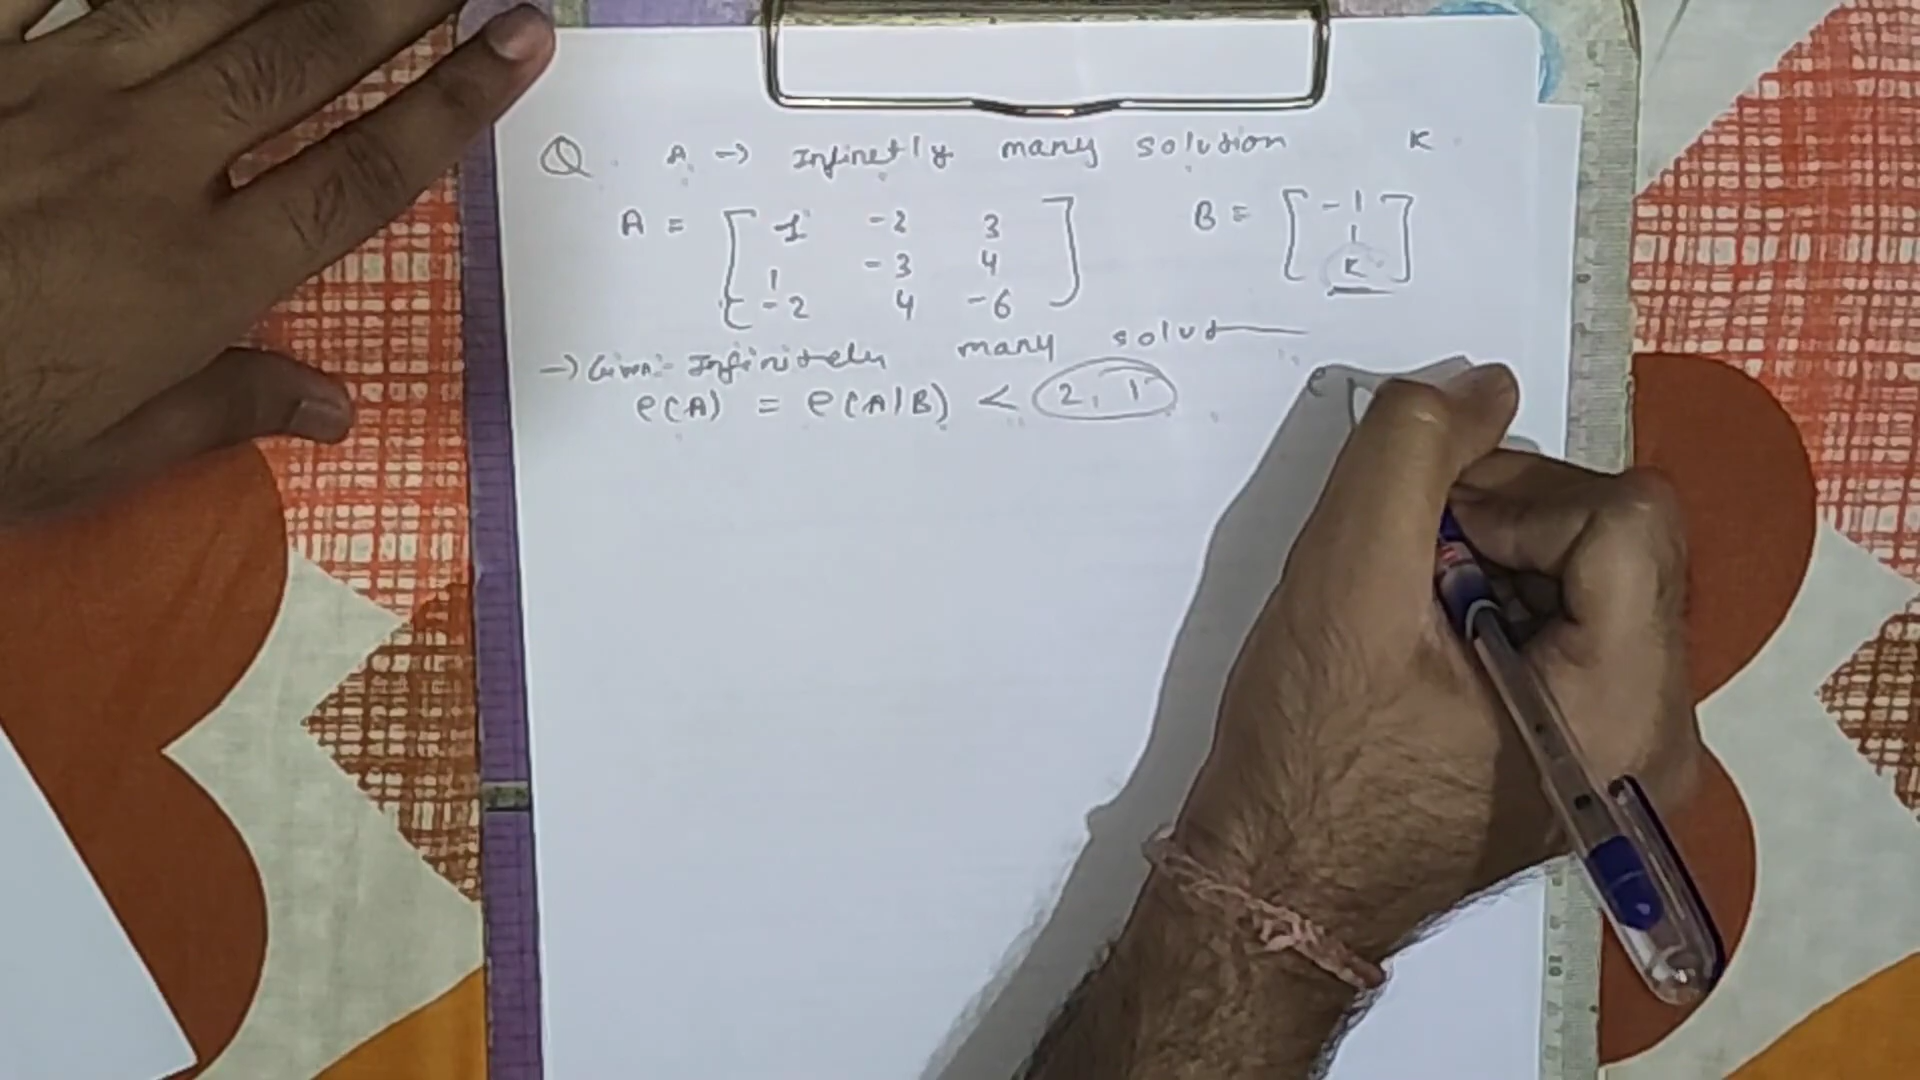 Q. A → Infinetly many solution K
A = [ 1 -2 3 B = [ -1
1 -3 4 ] 1
-2 4 -6 K ]
→ Given:- Infinitely many solut
ρ(A) = ρ(A|B) < 2, 1
ρ